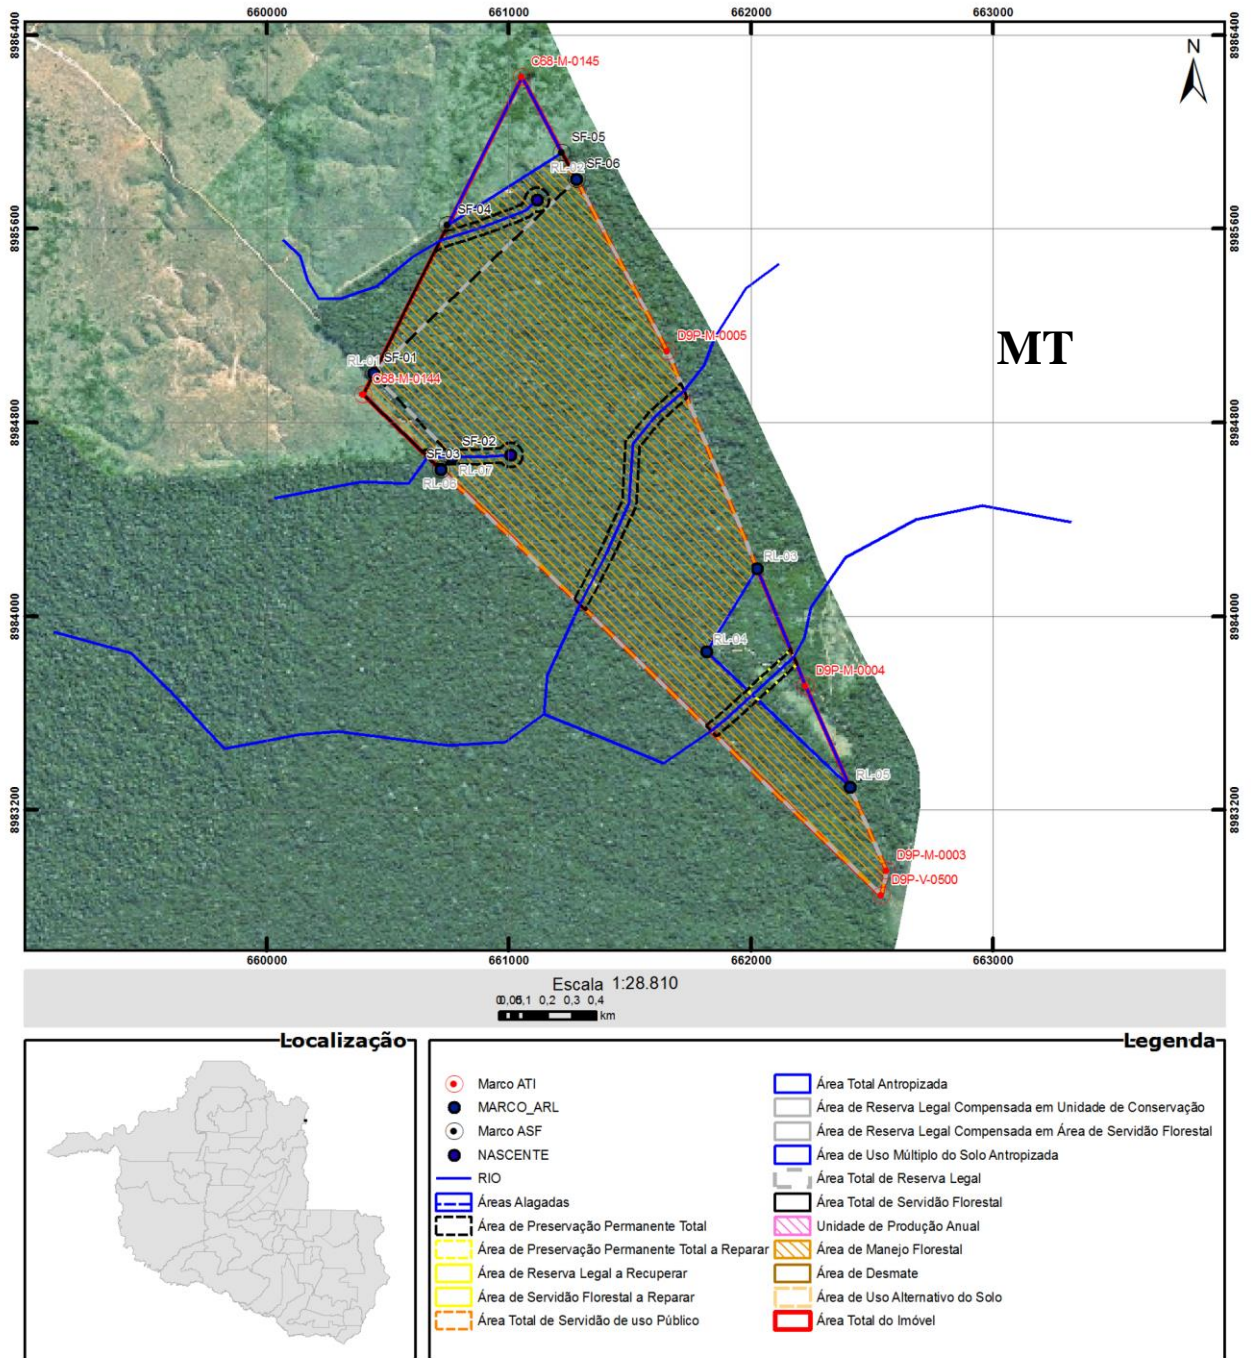 660000 661000 662000 663000
8986400 8986400
N
C68-M-0145
SF-05
RL-02 SF-06
SF-04
8985600 8985600
MT
D9P-M-0005
RL-01 SF-01
C68-M-0144
8984800 8984800
SF-02
SF-03
RL-07
RL-03
8984000 8984000
RL-04
D9P-M-0004
RL-05
8983200 8983200
D9P-M-0003
D9P-V-0500
660000 661000 662000 663000
Escala 1:28.810
0,2 0,3 0,4
km
Localização
Legenda
Marco ATI
MARCO_ARL
Marco ASF
NASCENTE
RIO
Áreas Alagadas
Área de Preservação Permanente Total
Área de Preservação Permanente Total a Reparar
Área de Reserva Legal a Recuperar
Área de Servidão Florestal a Reparar
Área Total de Servidão de uso Público
Área Total Antropizada
Área de Reserva Legal Compensada em Unidade de Conservação
Área de Reserva Legal Compensada em Área de Servidão Florestal
Área de Uso Múltiplo do Solo Antropizada
Área Total de Reserva Legal
Área Total de Servidão Florestal
Unidade de Produção Anual
Área de Manejo Florestal
Área de Desmate
Área de Uso Alternativo do Solo
Área Total do Imóvel